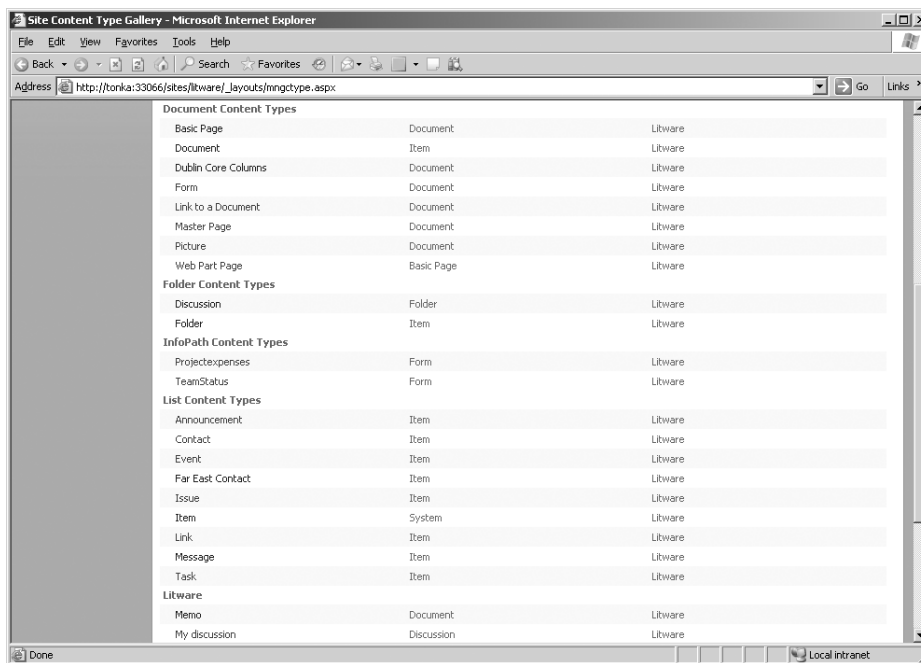 Site Content Type Gallery - Microsoft Internet Explorer
File Edit View Favorites Tools Help
Back Search Favorites
Address http://tonka:33066/sites/litware/_layouts/mngctype.aspx Go Links
Document Content Types
Basic Page Document Litware
Document Item Litware
Dublin Core Columns Document Litware
Form Document Litware
Link to a Document Document Litware
Master Page Document Litware
Picture Document Litware
Web Part Page Basic Page Litware
Folder Content Types
Discussion Folder Litware
Folder Item Litware
InfoPath Content Types
Projectexpenses Form Litware
TeamStatus Form Litware
List Content Types
Announcement Item Litware
Contact Item Litware
Event Item Litware
Far East Contact Item Litware
Issue Item Litware
Item System Litware
Link Item Litware
Message Item Litware
Task Item Litware
Litware
Memo Document Litware
My discussion Discussion Litware
Done Local intranet